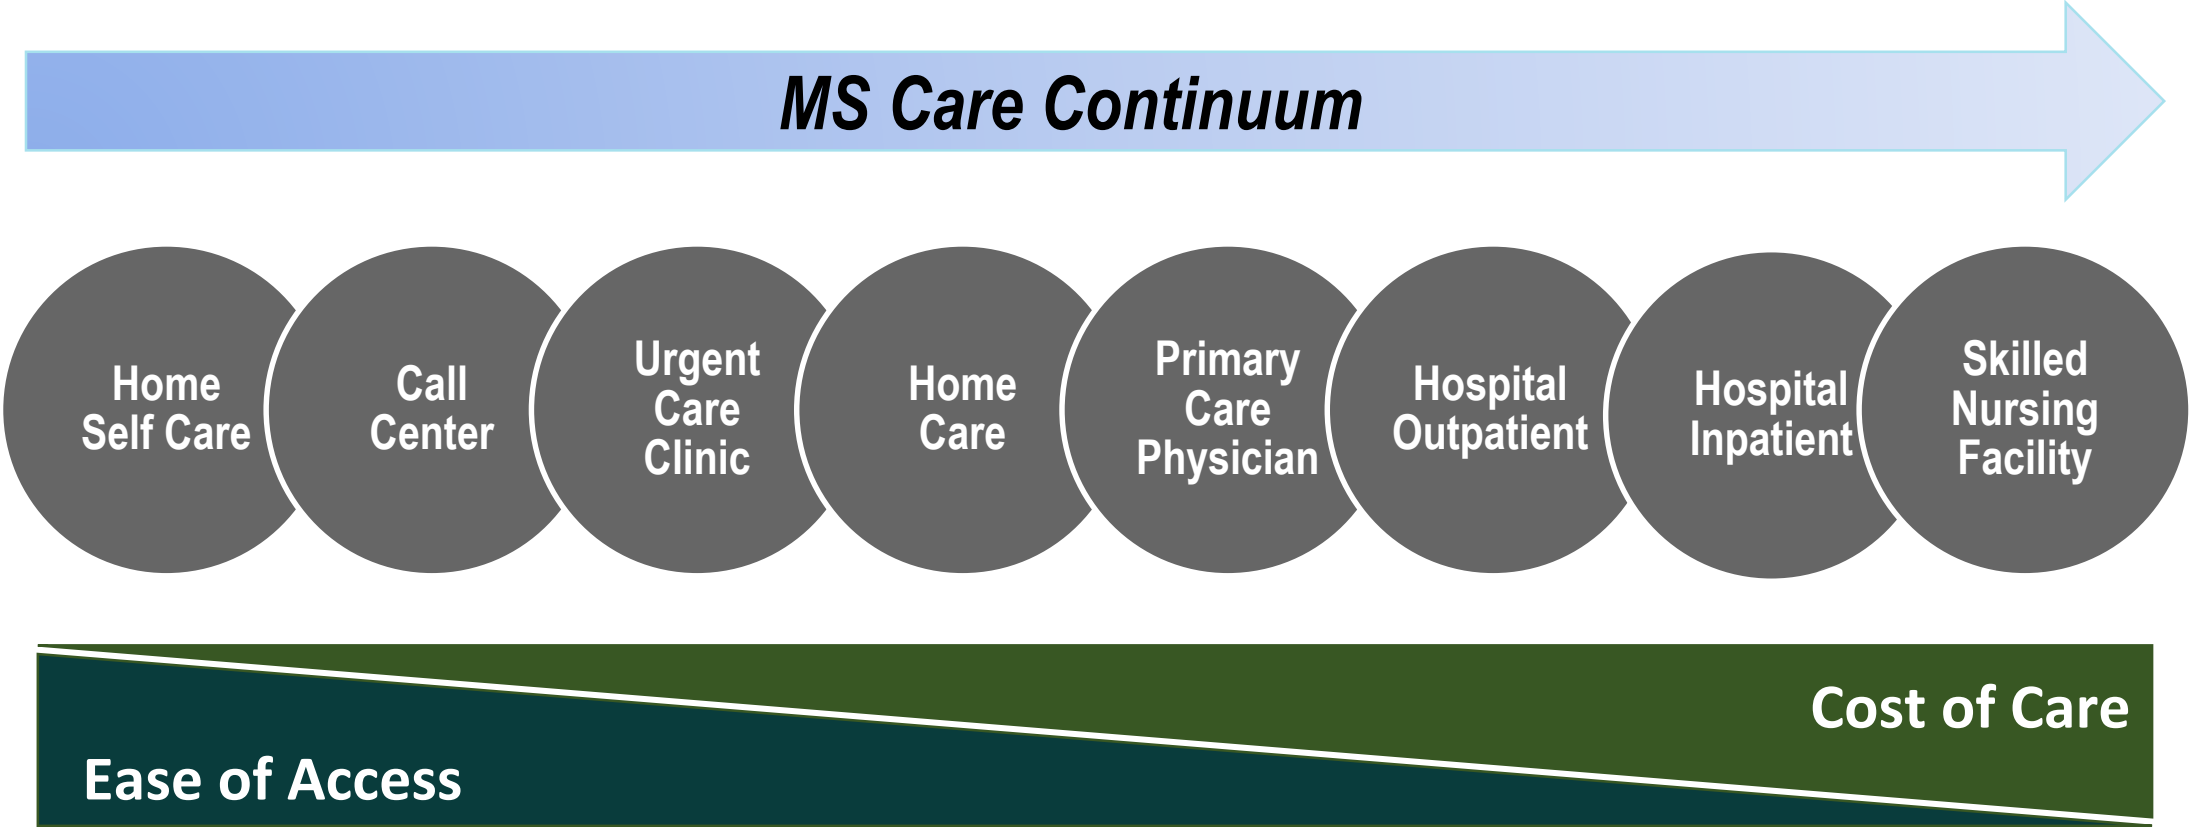 MS Care Continuum
Home
Self Care
Call
Center
Urgent
Care
Clinic
Home
Care
Primary
Care
Physician
Hospital
Outpatient
Hospital
Inpatient
Skilled
Nursing
Facility
Cost of Care
Ease of Access